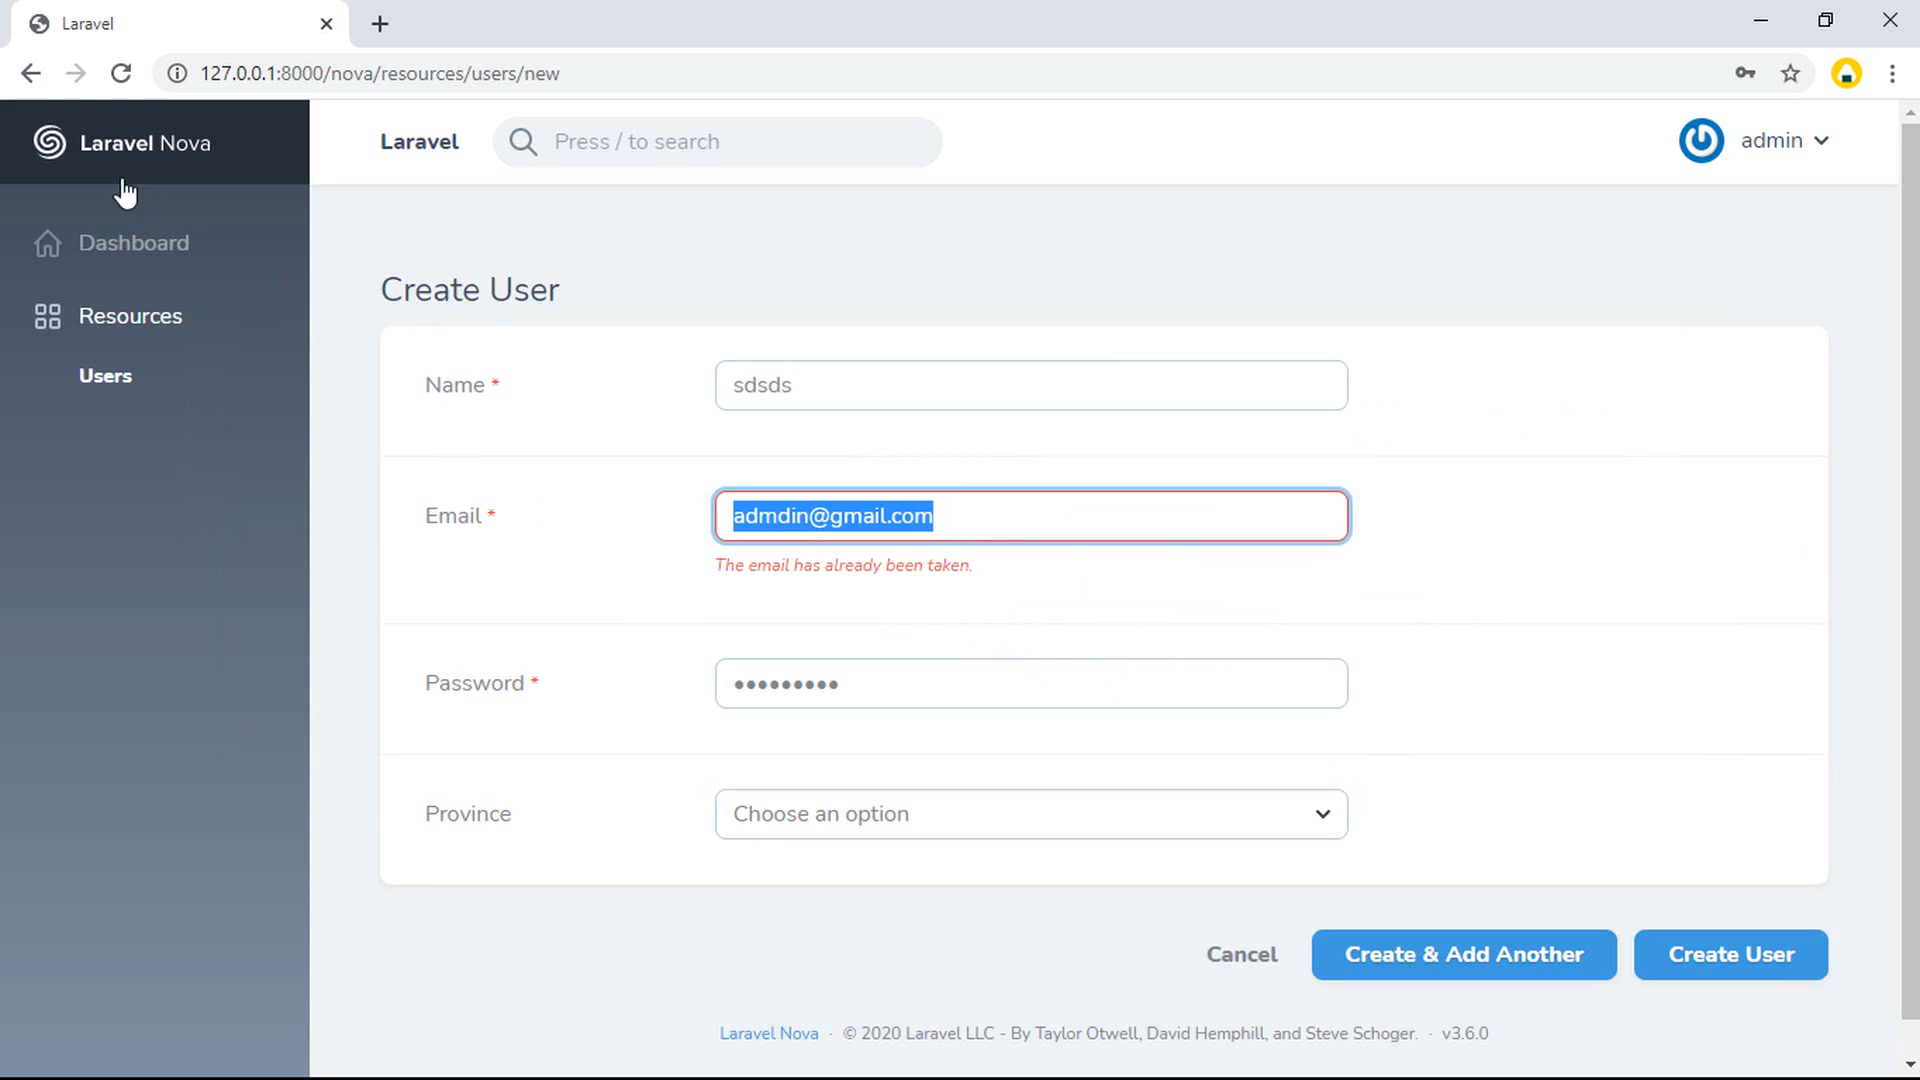 Laravel
127.0.0.1:8000/nova/resources/users/new
Laravel Nova
Laravel
Press / to search
admin
Dashboard
Resources
Users
Create User
Name *
sdsds
Email *
admdin@gmail.com
The email has already been taken.
Password *
•••••••••
Province
Choose an option
Cancel
Create & Add Another
Create User
Laravel Nova · © 2020 Laravel LLC - By Taylor Otwell, David Hemphill, and Steve Schoger. · v3.6.0